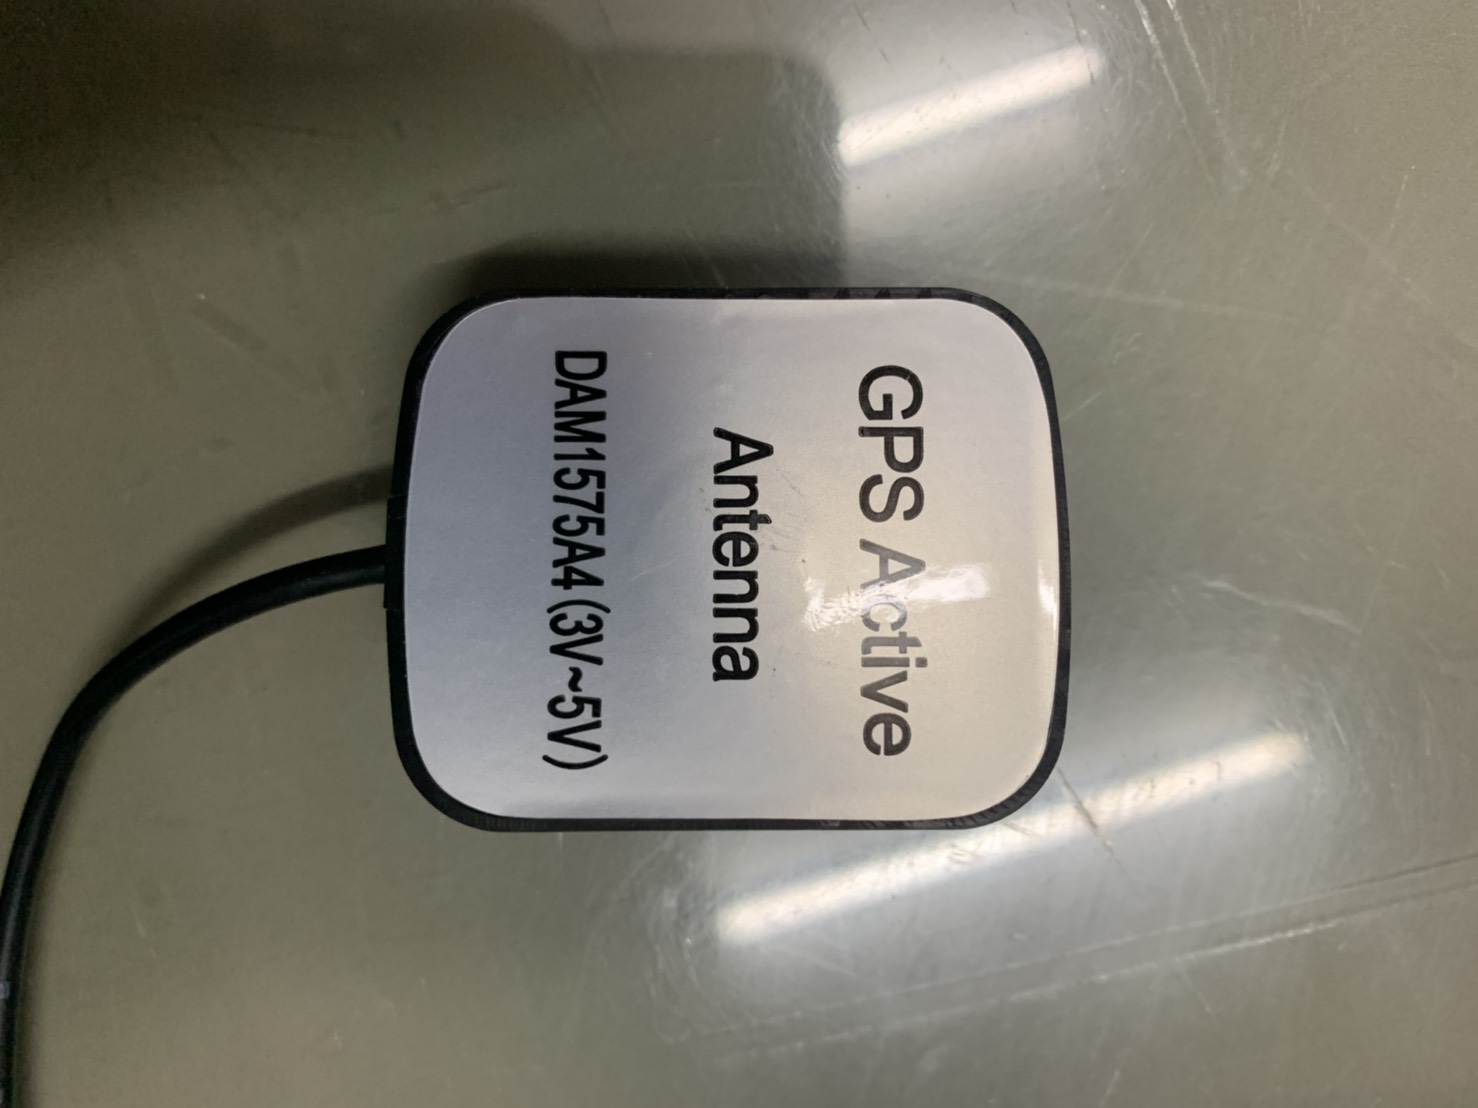 GPS Active
Antenna
DAM1575A4 (3V~5V)